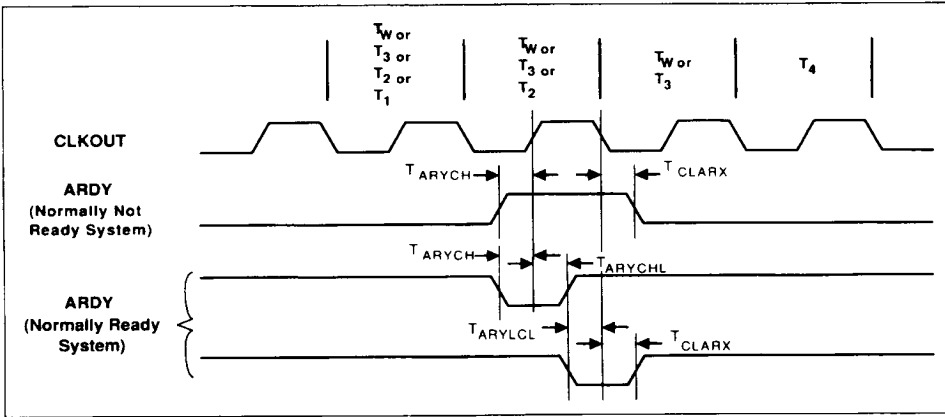 TW or
T3 or
T2 or
T1
TW or
T3 or
T2
TW or
T3
T4
CLKOUT
TARYCH
TCLARX
ARDY
(Normally Not
Ready System)
TARYCH
TARYCHL
ARDY
(Normally Ready
System)
TARYLCL
TCLARX